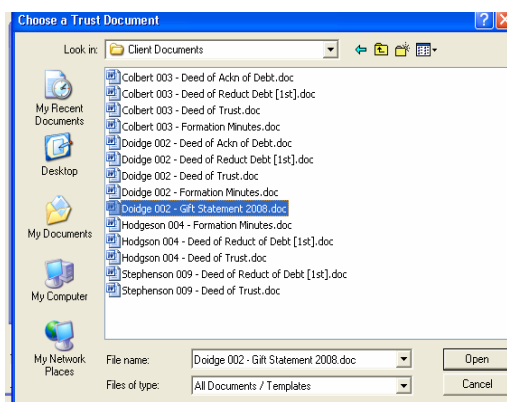 Choose a Trust Document
Look in: Client Documents
My Recent Documents
Desktop
My Documents
My Computer
My Network Places
Colbert 003 - Deed of Ackn of Debt.doc
Colbert 003 - Deed of Reduct Debt [1st].doc
Colbert 003 - Deed of Trust.doc
Colbert 003 - Formation Minutes.doc
Doidge 002 - Deed of Ackn of Debt.doc
Doidge 002 - Deed of Reduct Debt [1st].doc
Doidge 002 - Deed of Trust.doc
Doidge 002 - Formation Minutes.doc
Doidge 002 - Gift Statement 2008.doc
Hodgeson 004 - Formation Minutes.doc
Hodgson 004 - Deed of Reduct of Debt [1st].doc
Hodgson 004 - Deed of Trust.doc
Stephenson 009 - Deed of Reduct of Debt [1st].doc
Stephenson 009 - Deed of Trust.doc
File name: Doidge 002 - Gift Statement 2008.doc Open
Files of type: All Documents / Templates Cancel